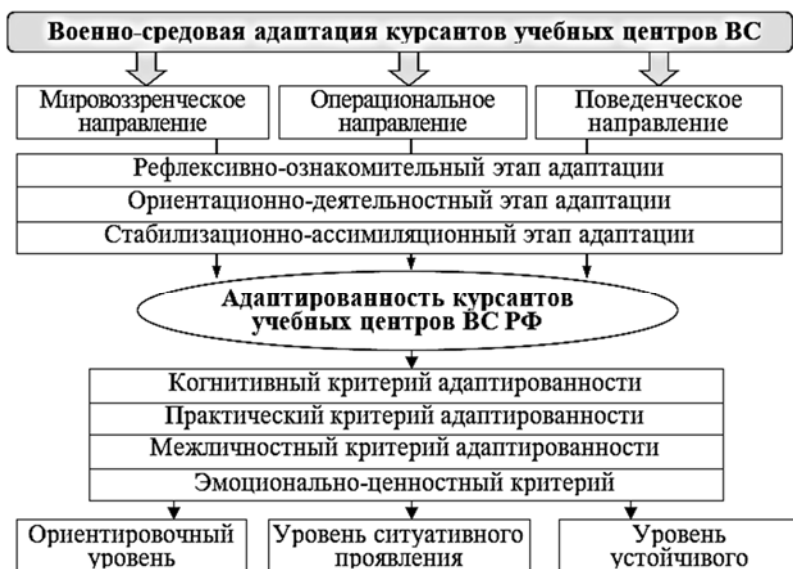 Военно-средовая адаптация курсантов учебных центров ВС
Мировоззренческое
направление
Операциональное
направление
Поведенческое
направление
Рефлексивно-ознакомительный этап адаптации
Ориентационно-деятельностный этап адаптации
Стабилизационно-ассимиляционный этап адаптации
Адаптированность курсантов
учебных центров ВС РФ
Когнитивный критерий адаптированности
Практический критерий адаптированности
Межличностный критерий адаптированности
Эмоционально-ценностный критерий
Ориентировочный
уровень
Уровень ситуативного
проявления
Уровень
устойчивого